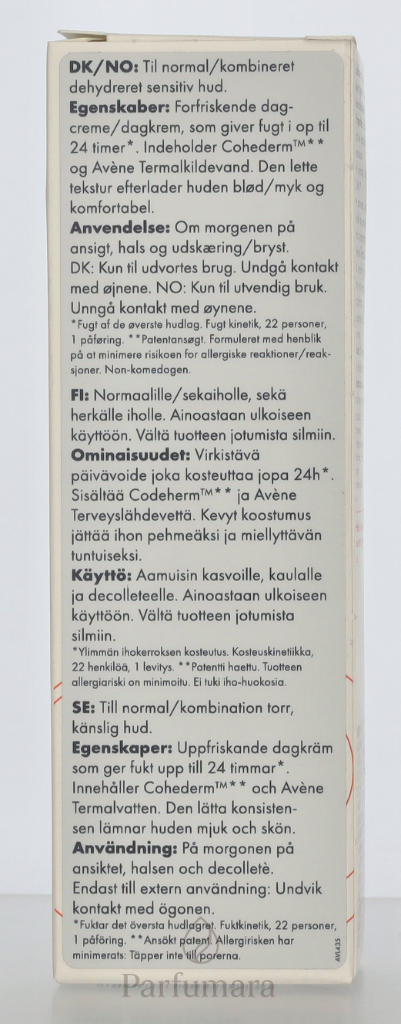 DK/NO: Til normal/kombineret
dehydreret sensitiv hud.
Egenskaber: Forfriskende dag-
creme/dagkrem, som giver fugt i op til
24 timer*. Indeholder Cohederm™**
og Avène Termalkildevand. Den lette
tekstur efterlader huden blød/myk og
komfortabel.
Anvendelse: Om morgenen på
ansigt, hals og udskæring/bryst.
DK: Kun til udvortes brug. Undgå kontakt
med øjnene. NO: Kun til utvendig bruk.
Unngå kontakt med øynene.
*Fugt af de øverste hudlag. Fugt kinetik, 22 personer,
1 påføring. **Patentansøgt. Formuleret med henblik
på at minimere risikoen for allergiske reaktioner/reak-
sjoner. Non-komedogen.
FI: Normaalille/sekaiholle, sekä
herkälle iholle. Ainoastaan ulkoiseen
käyttöön. Vältä tuotteen jotumista silmiin.
Ominaisuudet: Virkistävä
päivävoide joka kosteuttaa jopa 24h*.
Sisältää Codeherm™** ja Avène
Terveyslähdevettä. Kevyt koostumus
jättää ihon pehmeäksi ja miellyttävän
tuntuiseksi.
Käyttö: Aamuisin kasvoille, kaulalle
ja decolleteelle. Ainoastaan ulkoiseen
käyttöön. Vältä tuotteen jotumista
silmiin.
*Ylimmän ihokerroksen kosteutus. Kosteuskinetiikka,
22 henkilöä, 1 levitys. **Patentti haettu. Tuotteen
allergiariski on minimoitu. Ei tuki iho-huokosia.
SE: Till normal/kombination torr,
känslig hud.
Egenskaper: Uppfriskande dagkräm
som ger fukt upp till 24 timmar*.
Innehåller Cohederm™** och Avène
Termalvatten. Den lätta konsisten-
sen lämnar huden mjuk och skön.
Användning: På morgonen på
ansiktet, halsen och decolletè.
Endast till extern användning: Undvik
kontakt med ögonen.
*Fuktar det översta hudlagret. Fuktkinetik, 22 personer,
1 påföring. **Ansökt patent. Allergirisken har
minimerats: Täpper inte till porerna.
AVL435
Parfumara